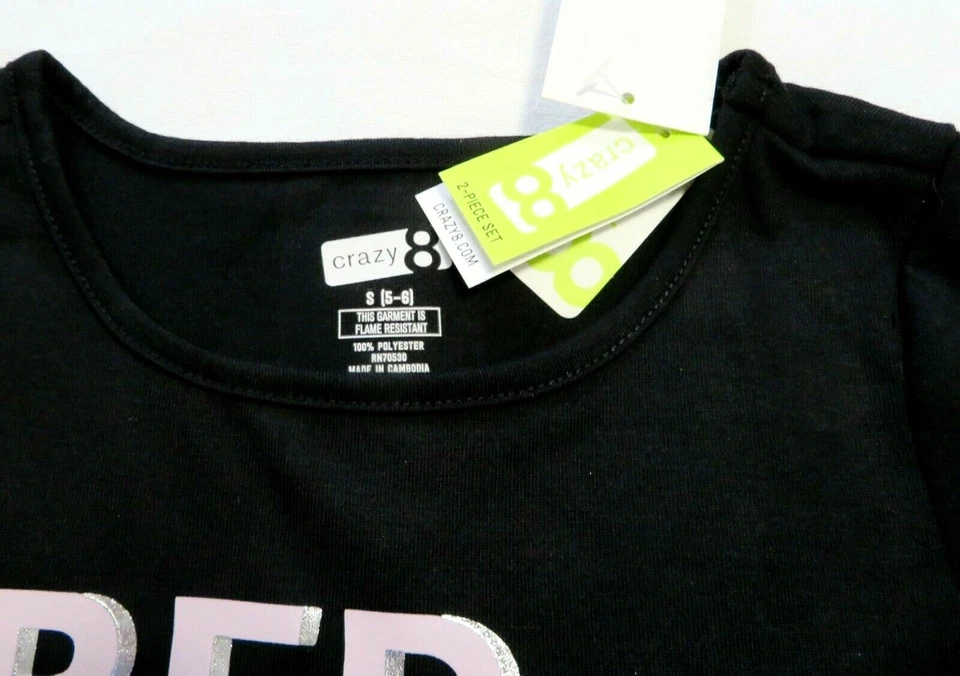 crazy
8
2-PIECE SET
CRAZY8.COM
8
crazy 8
S (5-6)
THIS GARMENT IS
FLAME RESISTANT
100% POLYESTER
RN70530
MADE IN CAMBODIA